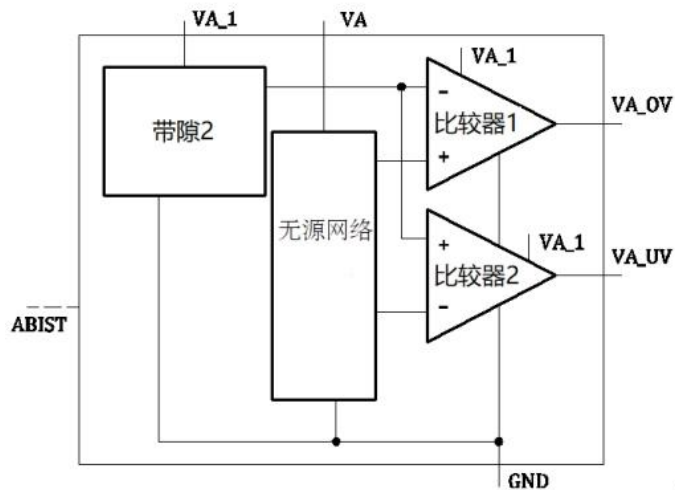 VA_1
VA
VA_1
带隙2
-
比较器1
VA_OV
+
无源网络
+
VA_1
比较器2
VA_UV
-
ABIST
GND